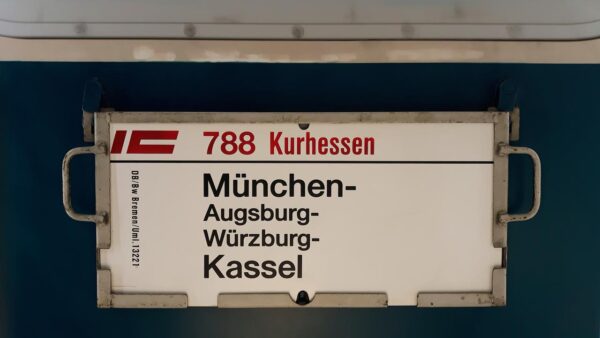 IC 788 Kurhessen
München-
Augsburg-
Würzburg-
Kassel
DB/Bw Bremen/Uml.13221